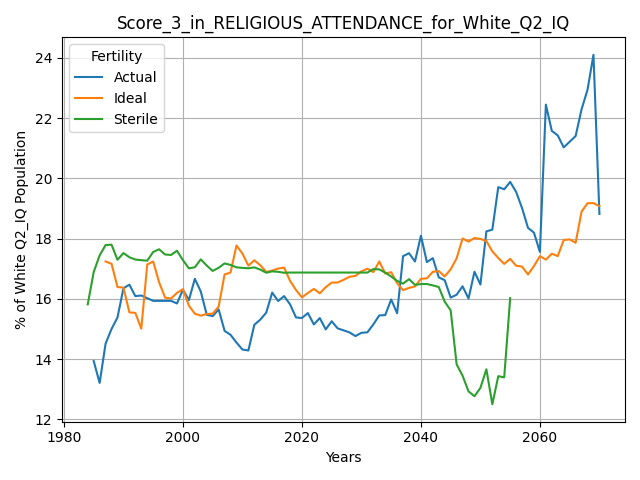 Score_3_in_RELIGIOUS_ATTENDANCE_for_White_Q2_IQ
Fertility
Actual
Ideal
Sterile
% of White Q2_IQ Population
24
22
20
18
16
14
12
1980
2000
2020
2040
2060
Years